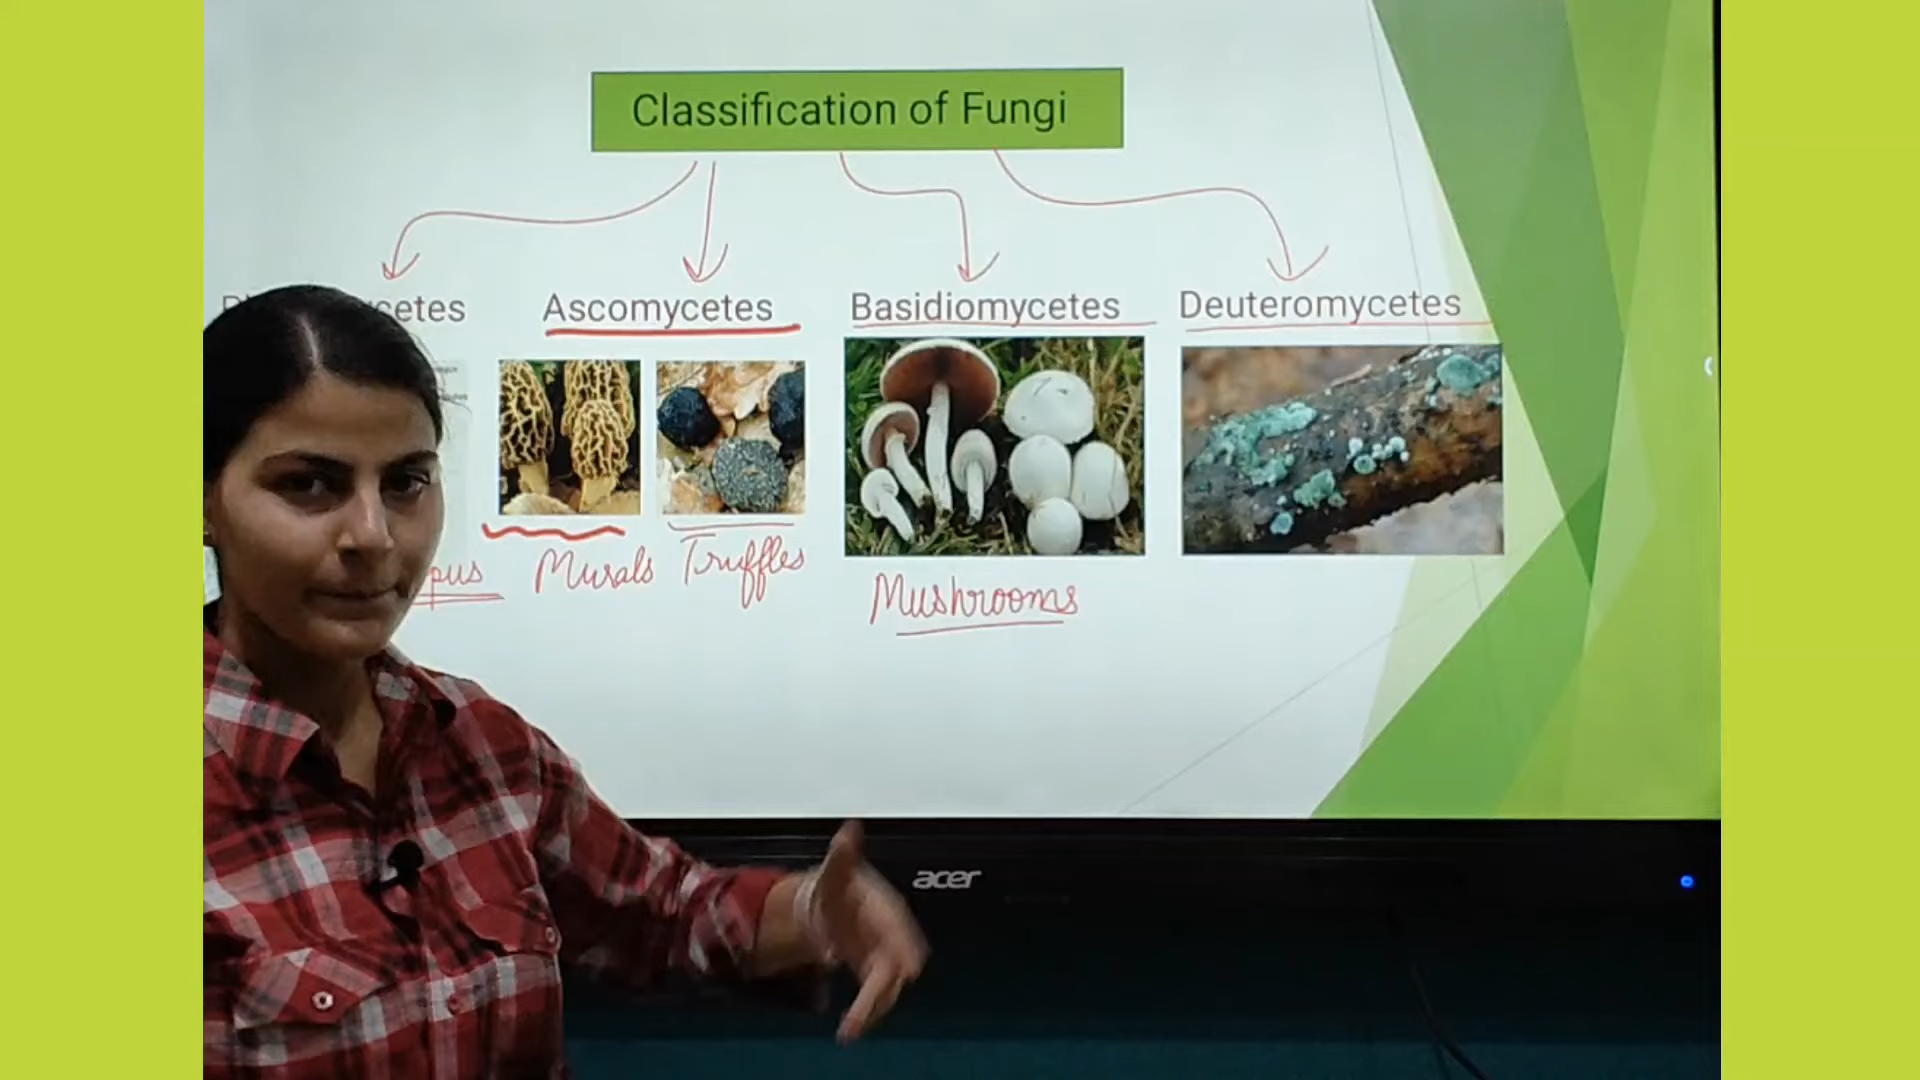 Classification of Fungi
cetes Ascomycetes Basidiomycetes Deuteromycetes
pus Murals Truffles
Mushrooms
acer